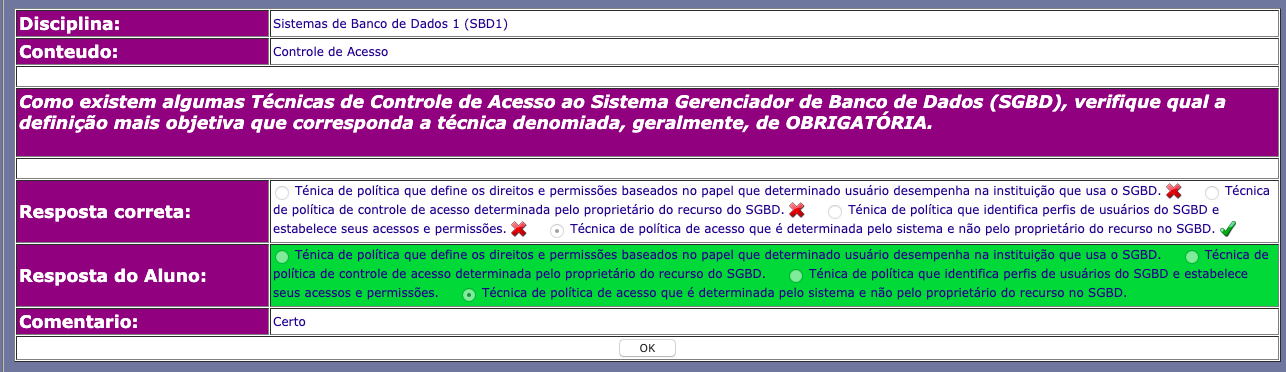 Disciplina: Sistemas de Banco de Dados 1 (SBD1)
Conteudo: Controle de Acesso
Como existem algumas Técnicas de Controle de Acesso ao Sistema Gerenciador de Banco de Dados (SGBD), verifique qual a
definição mais objetiva que corresponda a técnica denomiada, geralmente, de OBRIGATÓRIA.
Resposta correta:
Ténica de política que define os direitos e permissões baseados no papel que determinado usuário desempenha na instituição que usa o SGBD. Técnica
de política de controle de acesso determinada pelo proprietário do recurso do SGBD. Ténica de política que identifica perfis de usuários do SGBD e
estabelece seus acessos e permissões. Técnica de política de acesso que é determinada pelo sistema e não pelo proprietário do recurso no SGBD.
Resposta do Aluno:
Ténica de política que define os direitos e permissões baseados no papel que determinado usuário desempenha na instituição que usa o SGBD. Técnica de
política de controle de acesso determinada pelo proprietário do recurso do SGBD. Ténica de política que identifica perfis de usuários do SGBD e estabelece
seus acessos e permissões. Técnica de política de acesso que é determinada pelo sistema e não pelo proprietário do recurso no SGBD.
Comentario: Certo
OK